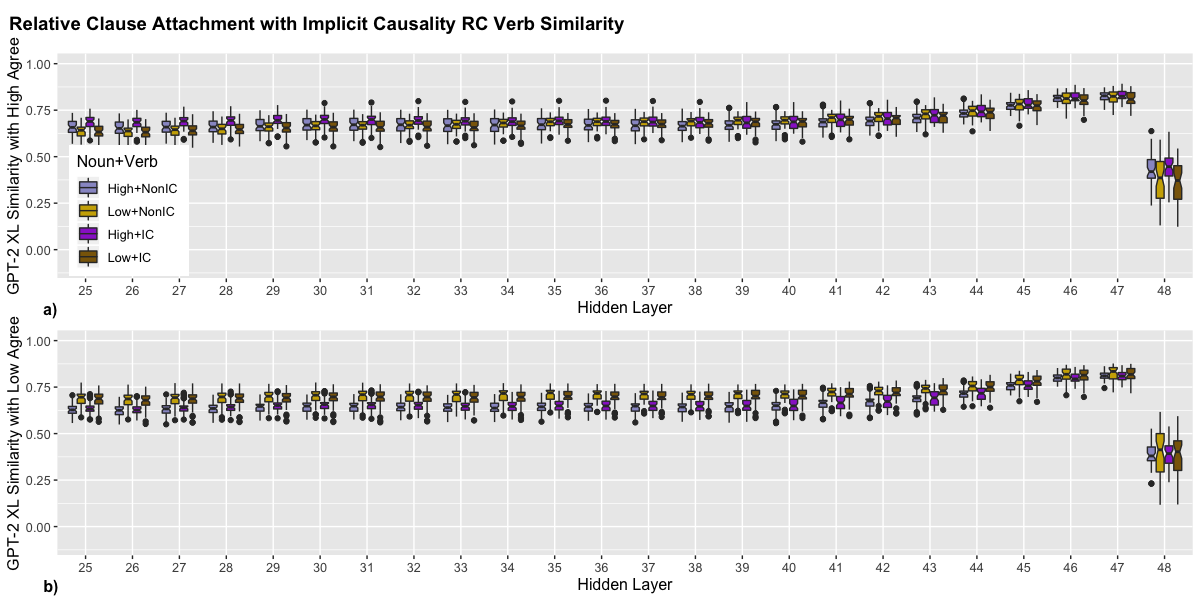 Relative Clause Attachment with Implicit Causality RC Verb Similarity
GPT-2 XL Similarity with High Agree
1.00
0.75
0.50
0.25
0.00
Noun+Verb
High+NonIC
Low+NonIC
High+IC
Low+IC
25 26 27 28 29 30 31 32 33 34 35 36 37 38 39 40 41 42 43 44 45 46 47 48
Hidden Layer
a)
GPT-2 XL Similarity with Low Agree
1.00
0.75
0.50
0.25
0.00
25 26 27 28 29 30 31 32 33 34 35 36 37 38 39 40 41 42 43 44 45 46 47 48
Hidden Layer
b)